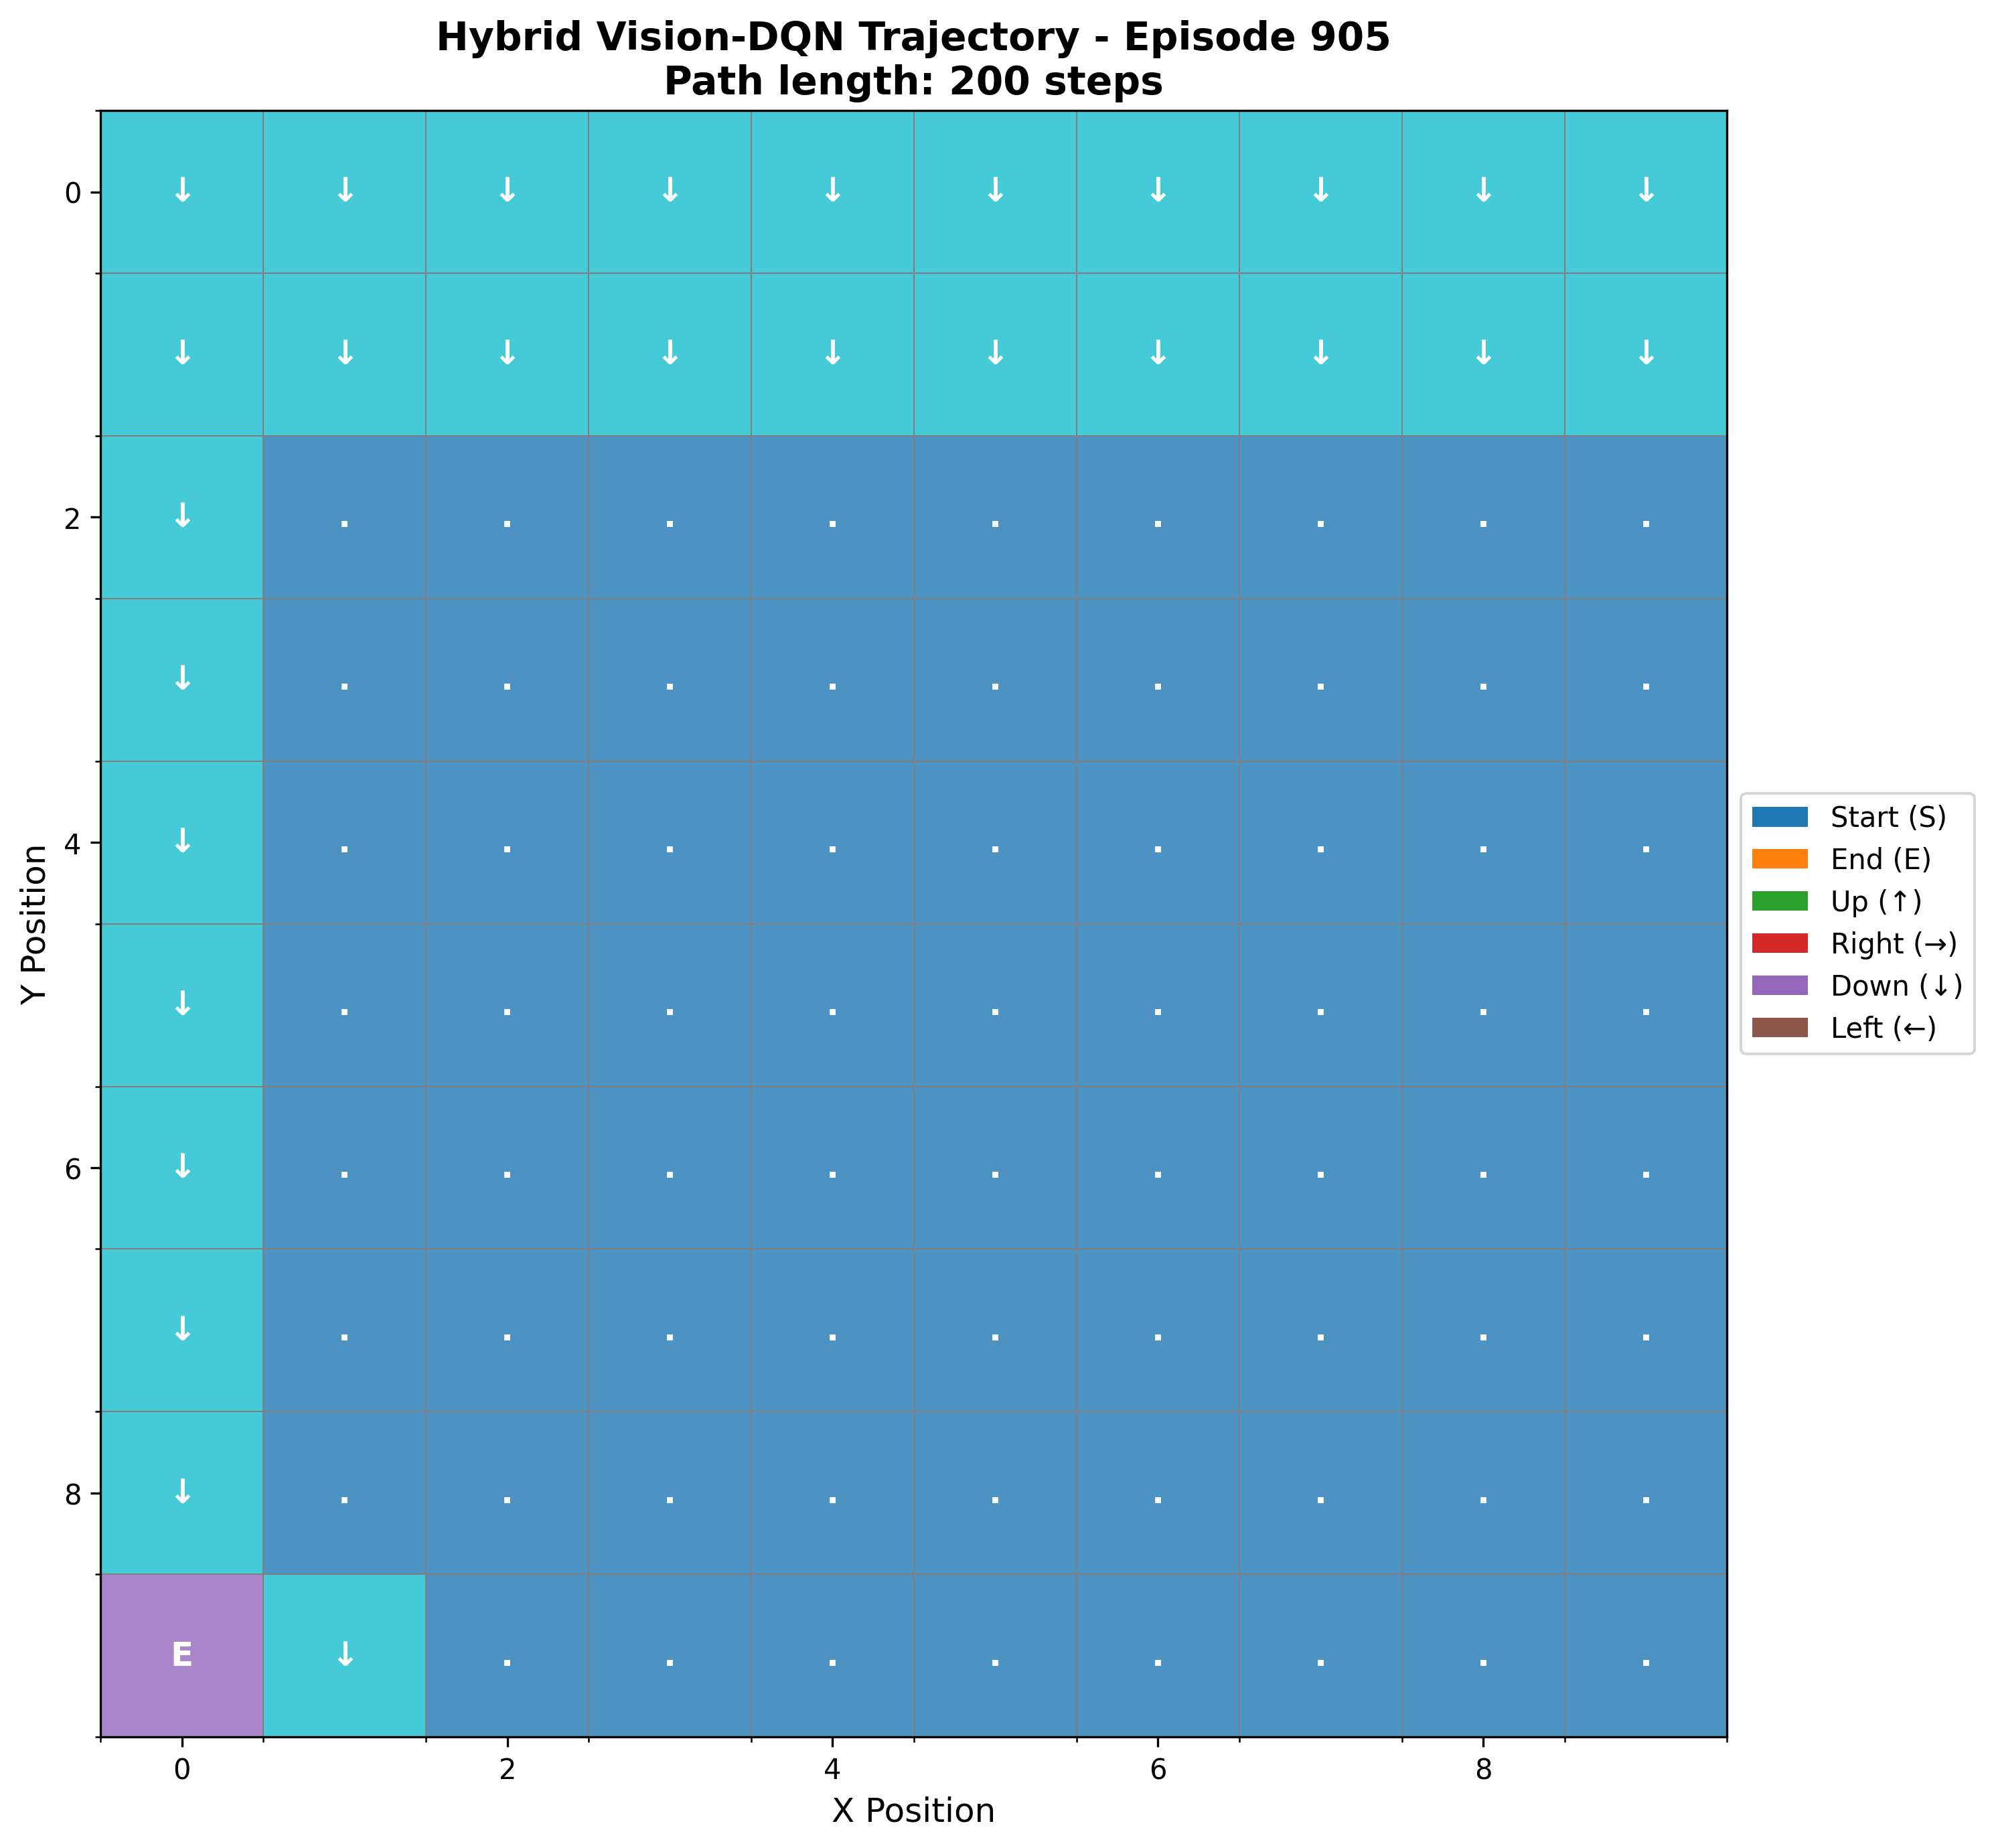 Hybrid Vision-DQN Trajectory - Episode 905
Path length: 200 steps
0 ↓ ↓ ↓ ↓ ↓ ↓ ↓ ↓ ↓ ↓
↓ ↓ ↓ ↓ ↓ ↓ ↓ ↓ ↓ ↓
2 ↓ . . . . . . . . .
↓ . . . . . . . . .
4 ↓ . . . . . . . . .
↓ . . . . . . . . .
6 ↓ . . . . . . . . .
↓ . . . . . . . . .
8 ↓ . . . . . . . . .
E ↓ . . . . . . . .
0 2 4 6 8
X Position
Y Position
Start (S)
End (E)
Up (↑)
Right (→)
Down (↓)
Left (←)